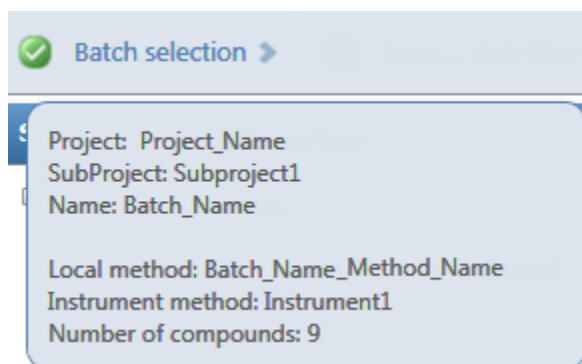 Batch selection
Project: Project_Name
SubProject: Subproject1
Name: Batch_Name
Local method: Batch_Name_Method_Name
Instrument method: Instrument1
Number of compounds: 9